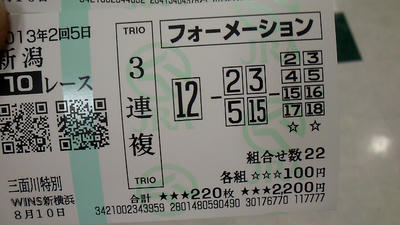 2013年2回5日
新潟
10レース
三面川特別
WINS新横浜
8月10日
TRIO
3連複
TRIO
フォーメーション
12-2 3 5 15-2 3 4 5 15 16 17 18 ☆ ☆
組合せ数22
各組 ☆☆☆100円
合計 ★★★220枚 ★★★2,200円
3421002343959 2801480590490 30176770 117777